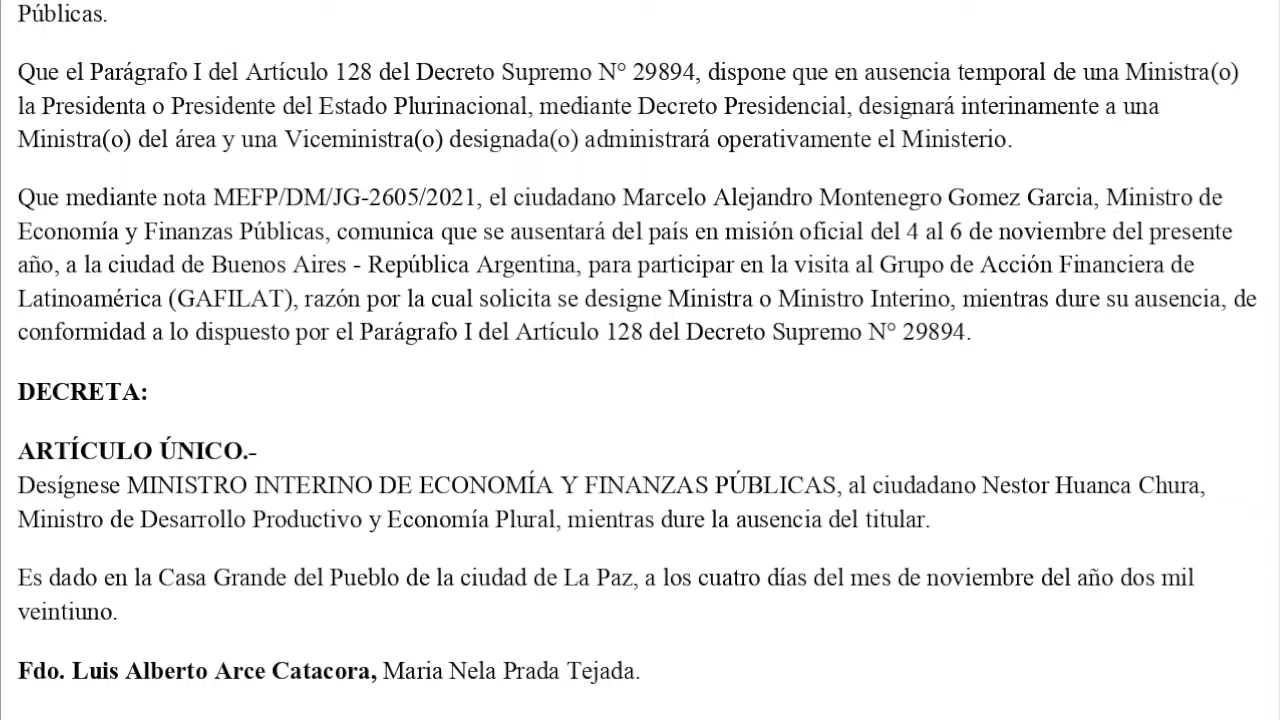 Públicas.
Que el Parágrafo I del Artículo 128 del Decreto Supremo N° 29894, dispone que en ausencia temporal de una Ministra(o)
la Presidenta o Presidente del Estado Plurinacional, mediante Decreto Presidencial, designará interinamente a una
Ministra(o) del área y una Viceministra(o) designada(o) administrará operativamente el Ministerio.
Que mediante nota MEFP/DM/JG-2605/2021, el ciudadano Marcelo Alejandro Montenegro Gomez Garcia, Ministro de
Economía y Finanzas Públicas, comunica que se ausentará del país en misión oficial del 4 al 6 de noviembre del presente
año, a la ciudad de Buenos Aires - República Argentina, para participar en la visita al Grupo de Acción Financiera de
Latinoamérica (GAFILAT), razón por la cual solicita se designe Ministra o Ministro Interino, mientras dure su ausencia, de
conformidad a lo dispuesto por el Parágrafo I del Artículo 128 del Decreto Supremo N° 29894.
DECRETA:
ARTÍCULO ÚNICO.-
Desígnese MINISTRO INTERINO DE ECONOMÍA Y FINANZAS PÚBLICAS, al ciudadano Nestor Huanca Chura,
Ministro de Desarrollo Productivo y Economía Plural, mientras dure la ausencia del titular.
Es dado en la Casa Grande del Pueblo de la ciudad de La Paz, a los cuatro días del mes de noviembre del año dos mil
veintiuno.
Fdo. Luis Alberto Arce Catacora, Maria Nela Prada Tejada.